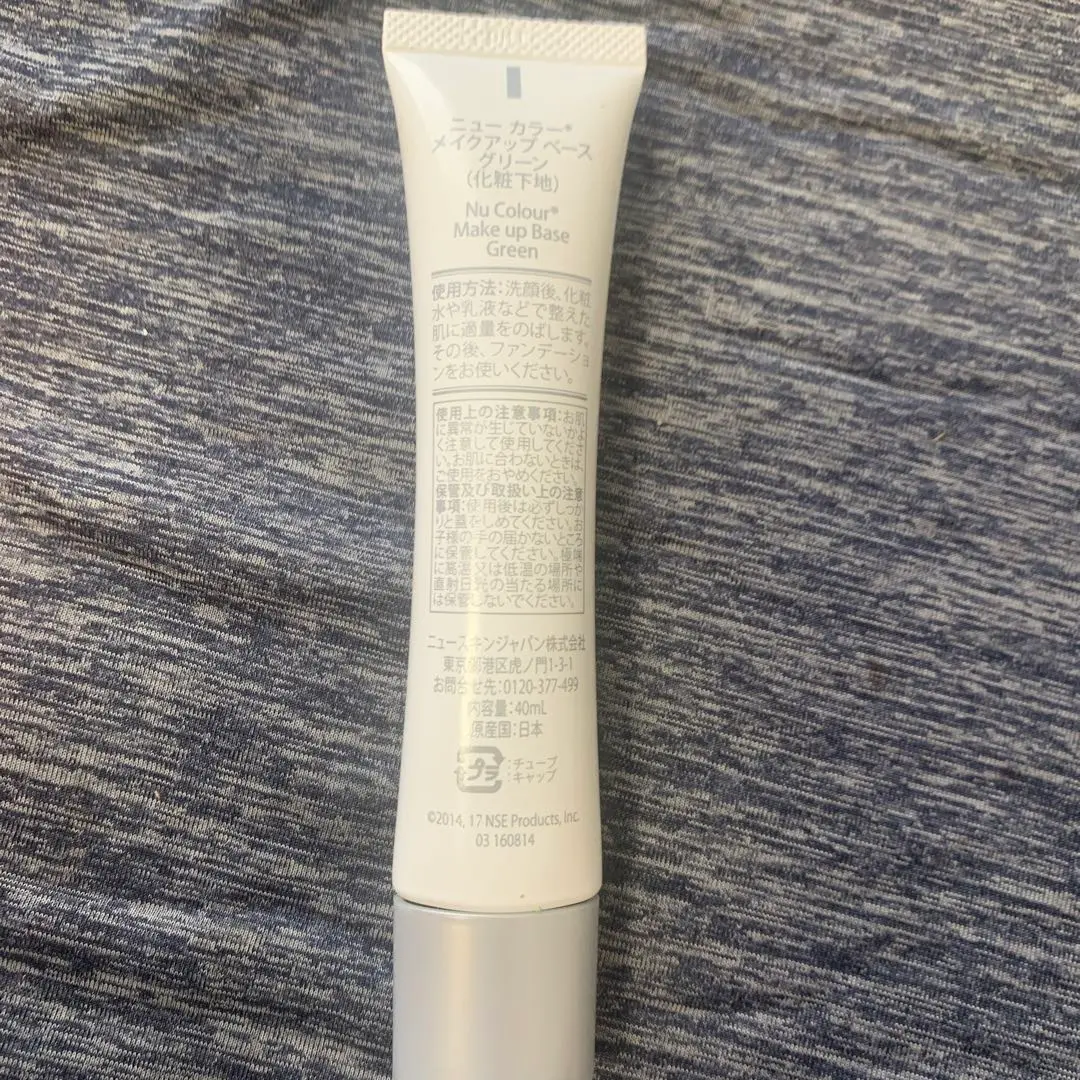 ニュー カラー®
メイクアップ ベース
グリーン
(化粧下地)
Nu Colour®
Make up Base
Green
使用方法:洗顔後、化粧
水や乳液などで整えた
肌に適量をのばします。
その後、ファンデーショ
ンをお使いください。
使用上の注意事項:お肌
に異常が生じていないかよ
く注意して使用してくださ
い。お肌に合わないときは、
ご使用をおやめください。
保管及び取扱い上の注意
事項:使用後は必ずしっか
りと蓋をしめてください。お
子様の手の届かないところ
に保管してください。極端
に高温又は低温の場所や
直射日光の当たる場所に
は保管しないでください。
ニュースキンジャパン株式会社
東京都港区虎ノ門1-3-1
お問合せ先:0120-377-499
内容量:40mL
原産国:日本
プラ :チューブ
:キャップ
©2014, 17 NSE Products, Inc.
03 160814